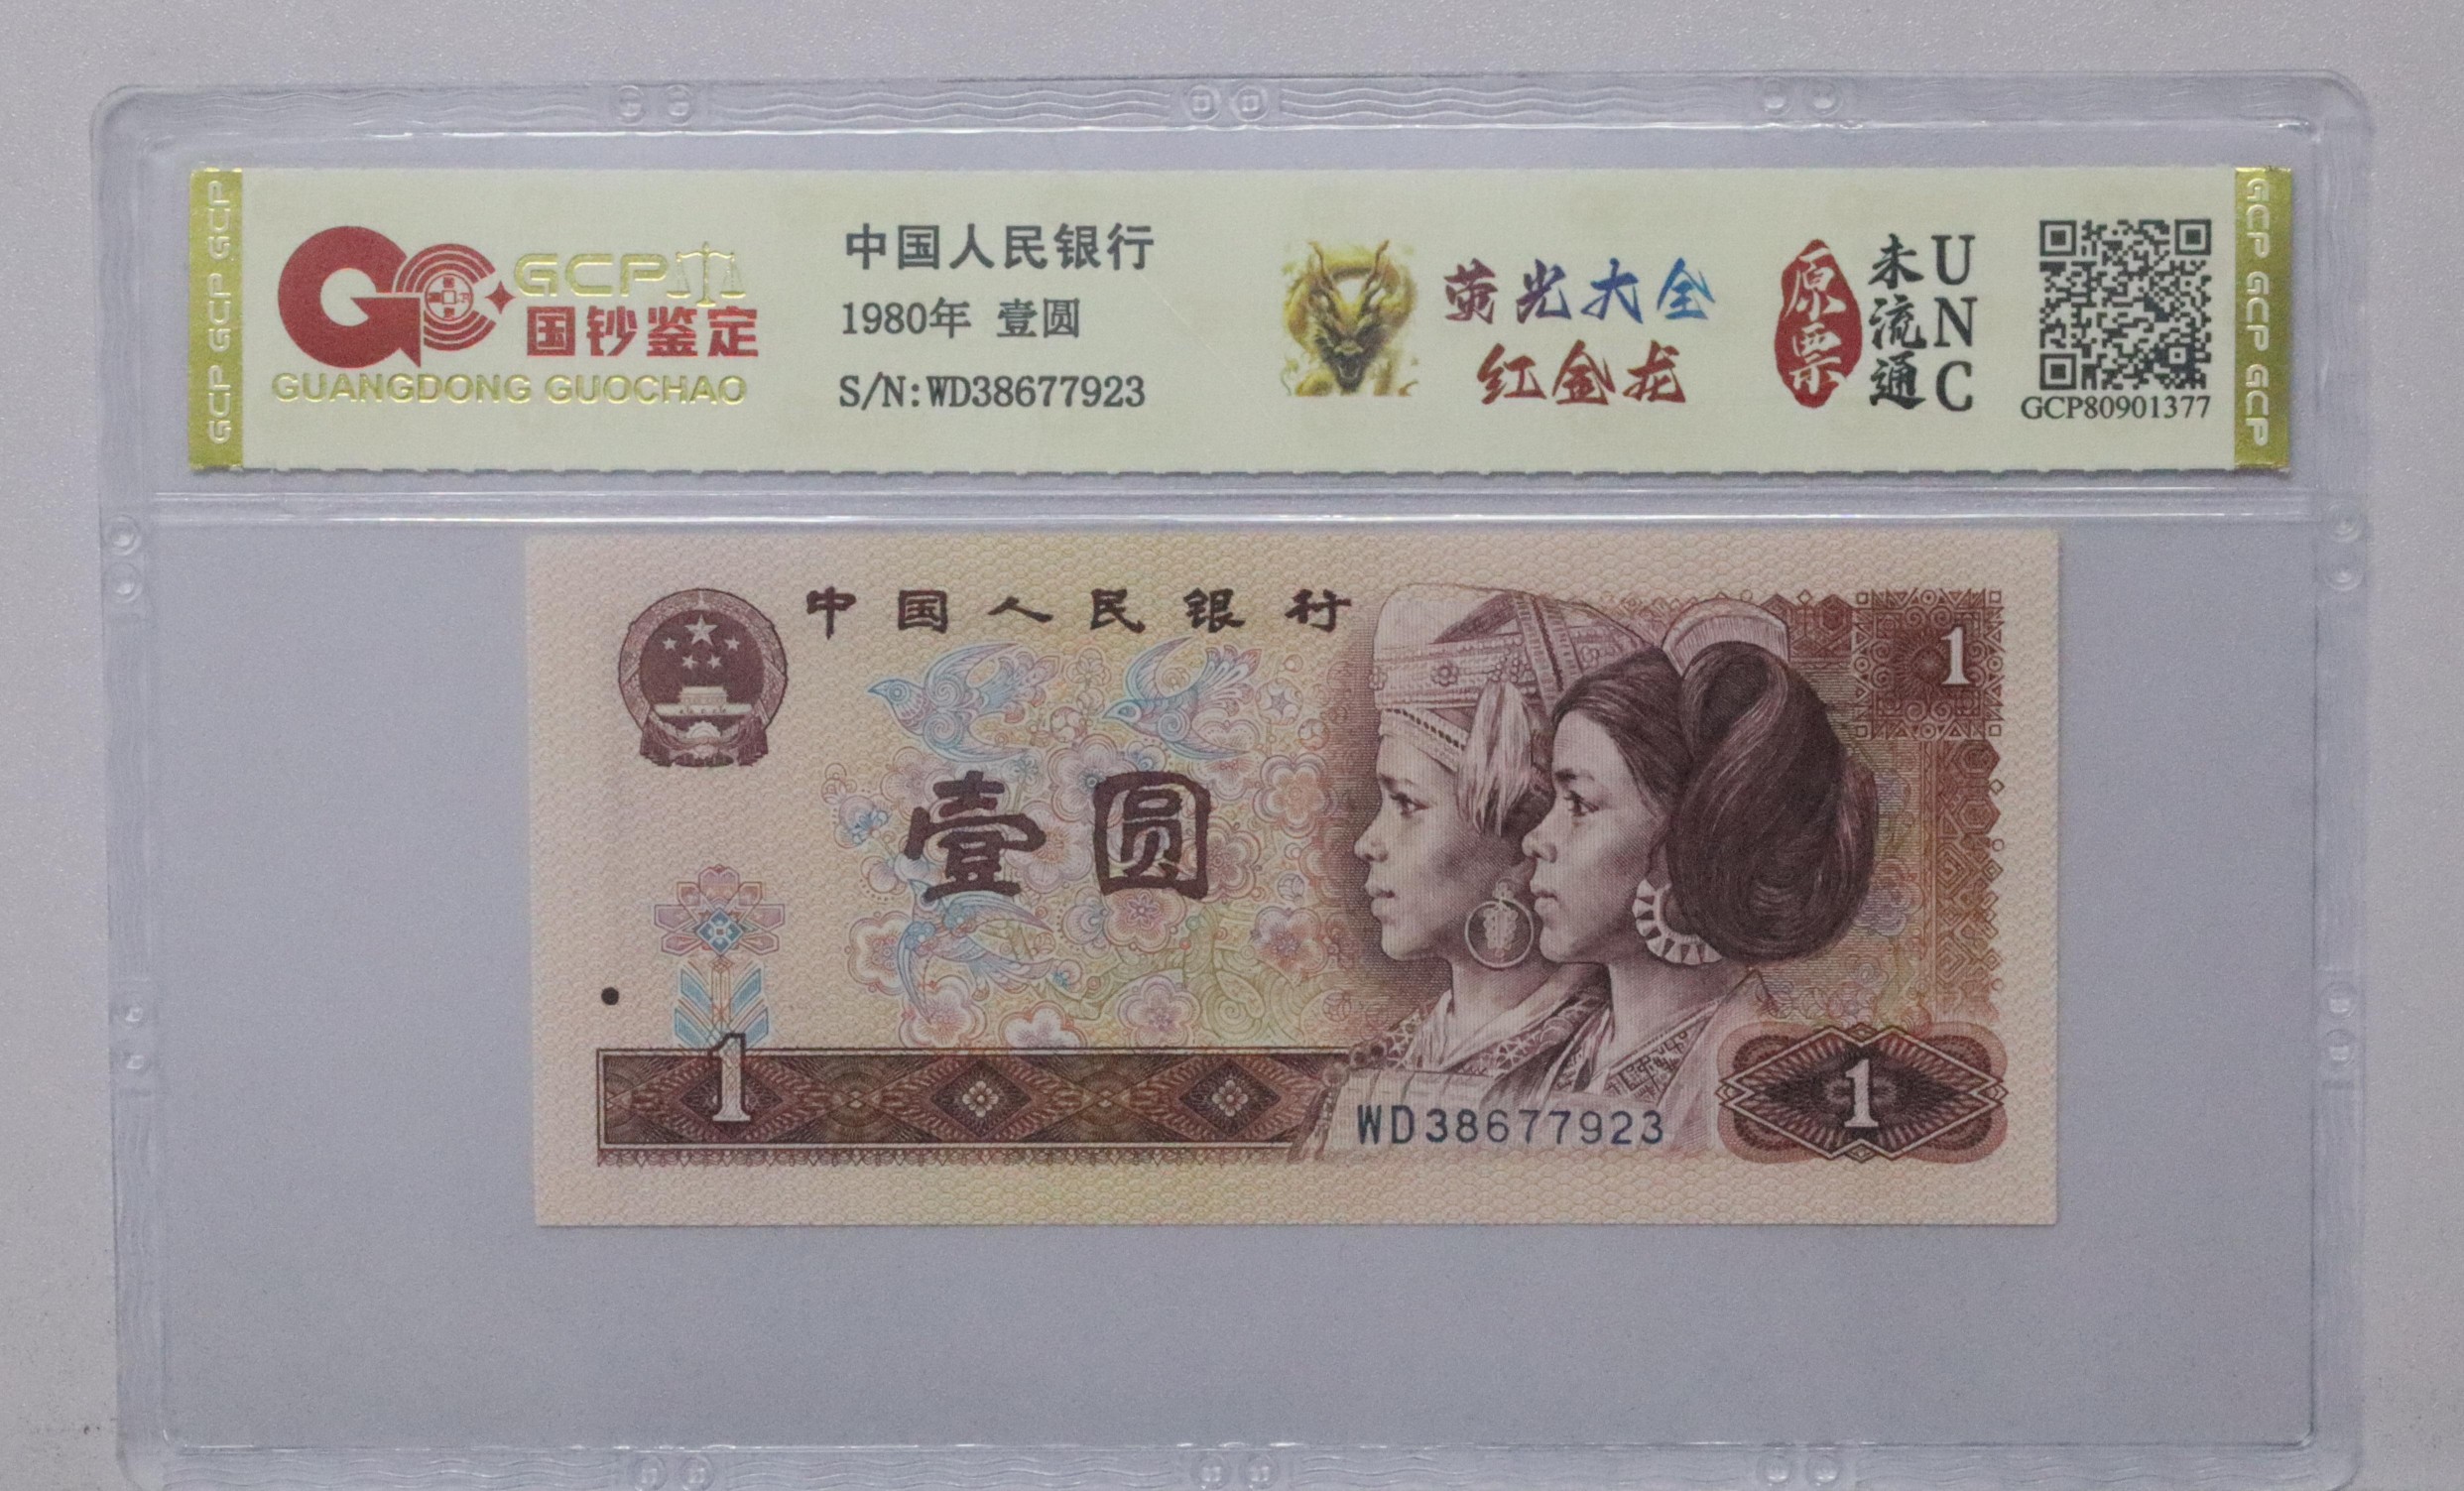 GCP GCP GCP
GCP
国钞鉴定
GUANGDONG GUOCHAO
中国人民银行
1980年 壹圆
S/N:WD38677923
荧光大全
红金龙
原票
未流通
UNC
GCP80901377
GCP GCP GCP
中国人民银行
1
壹圆
1
WD38677923
1